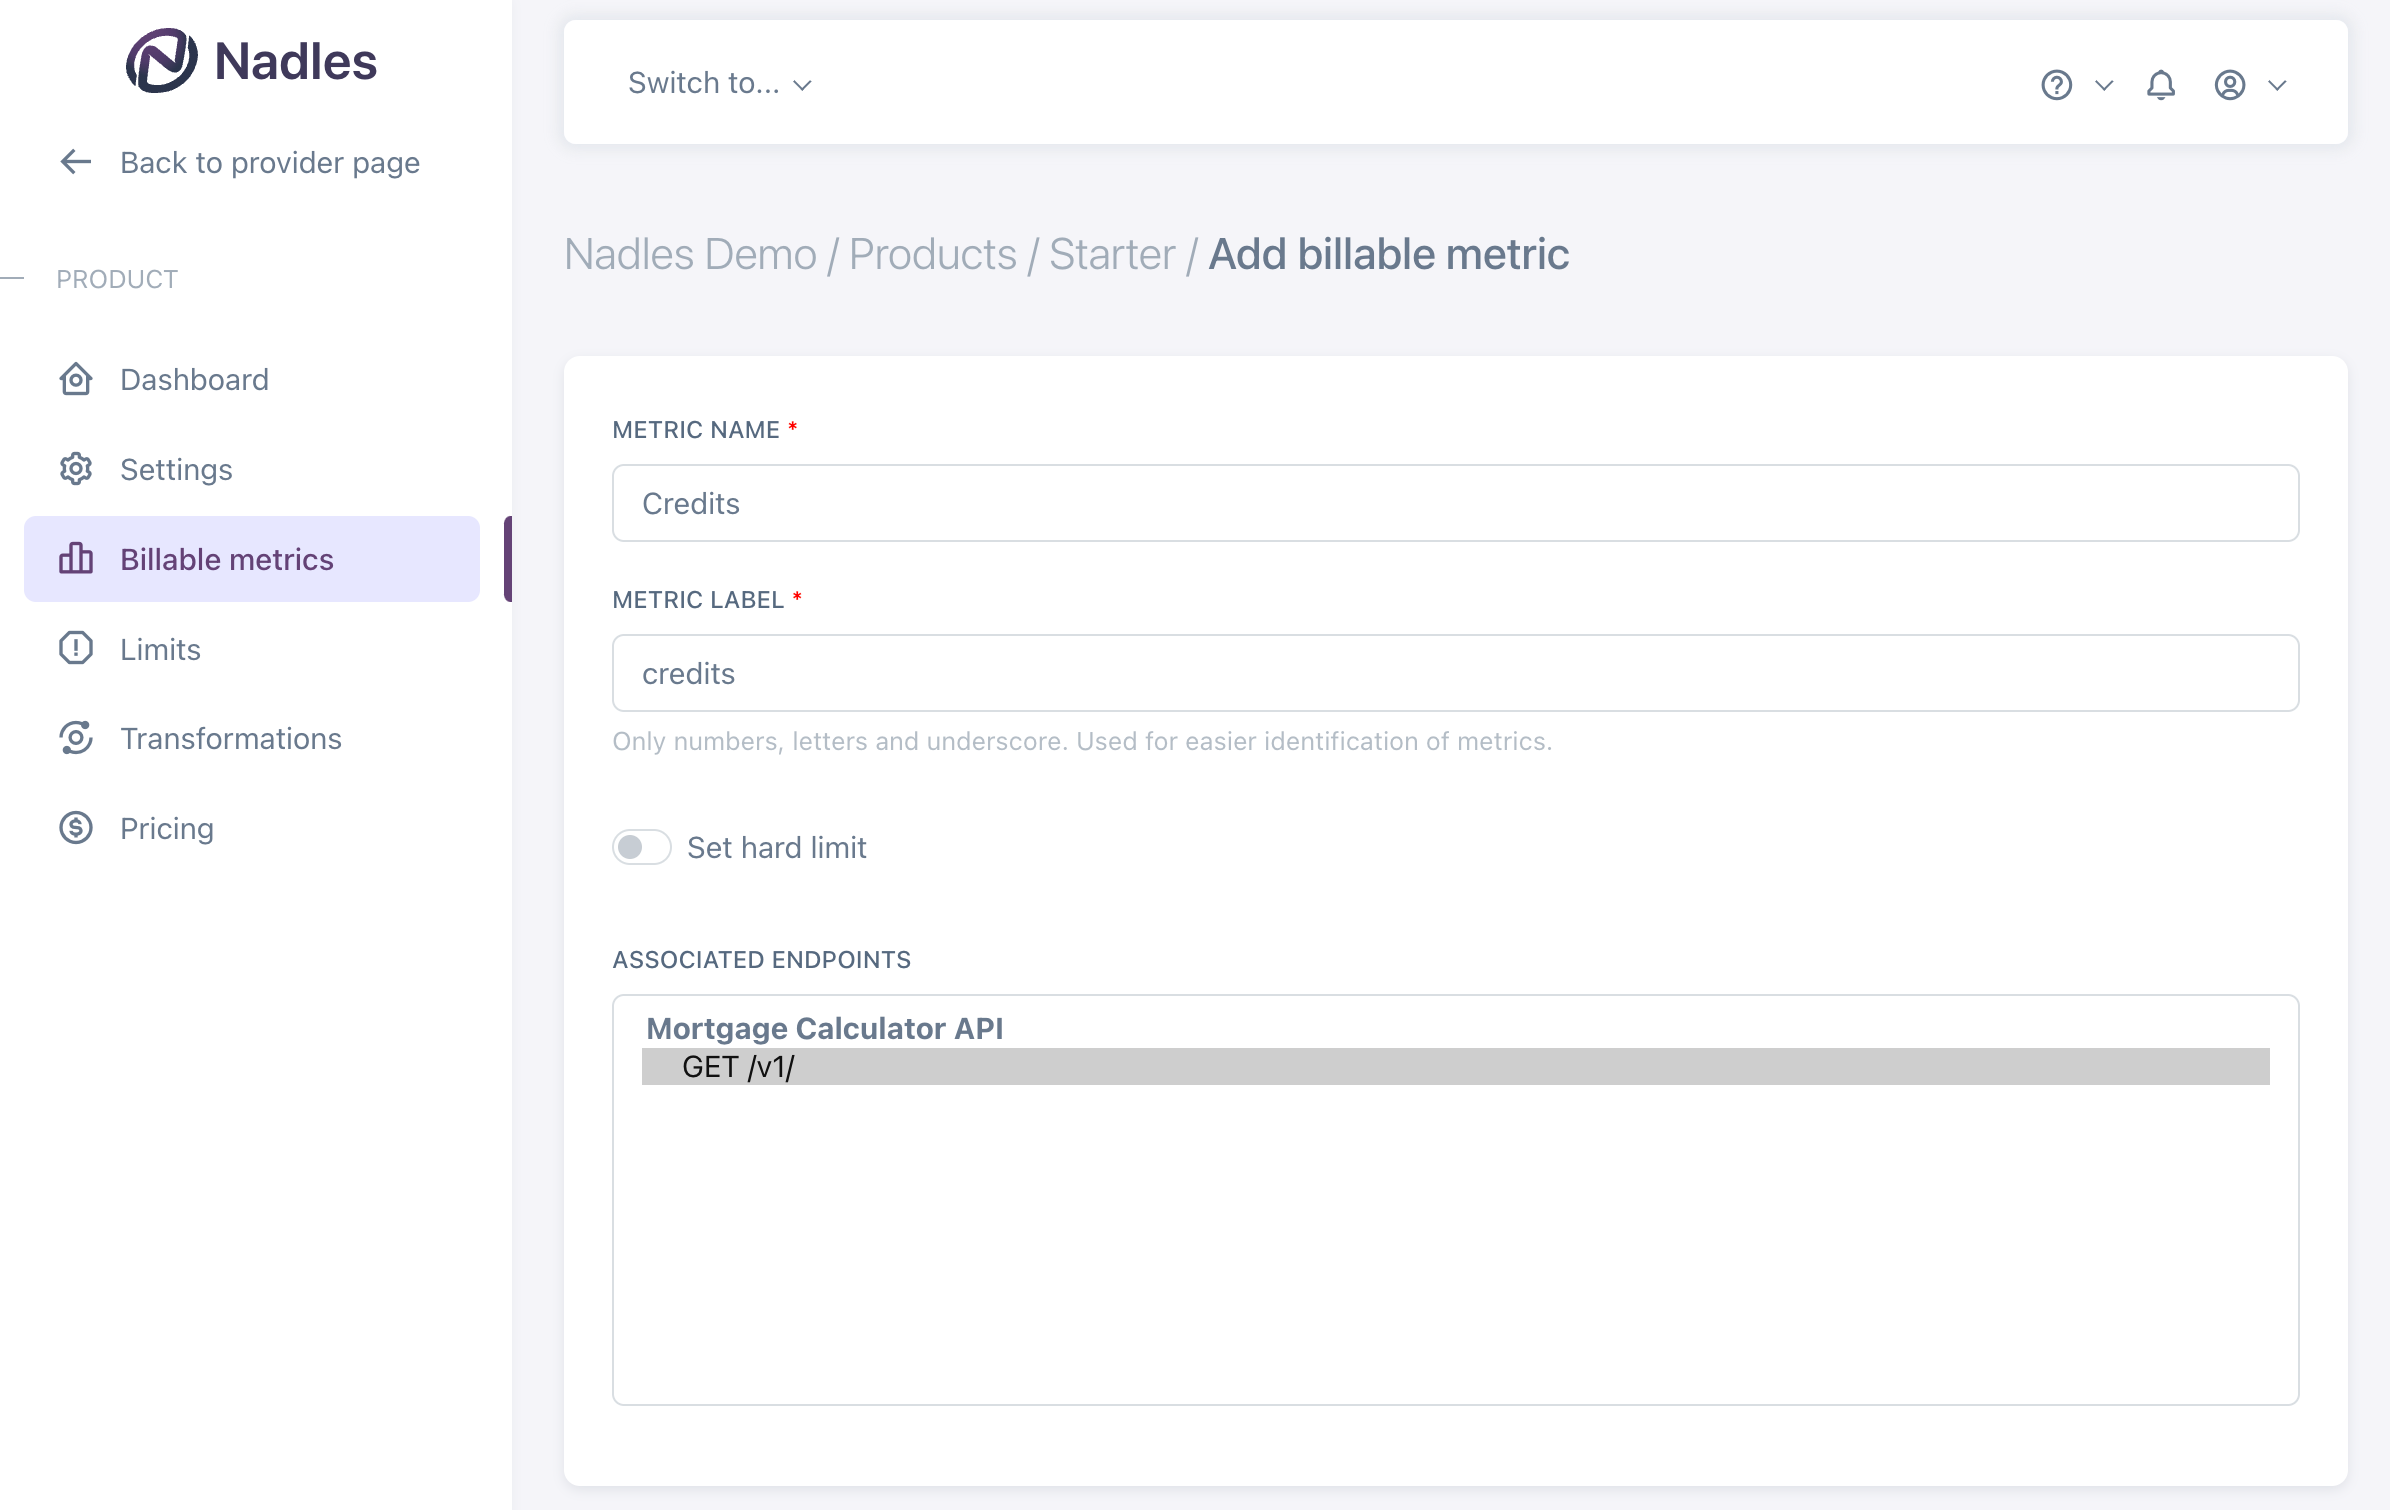 Nadles
Back to provider page
PRODUCT
Dashboard
Settings
Billable metrics
Limits
Transformations
Pricing
Switch to...
Nadles Demo / Products / Starter / Add billable metric
METRIC NAME *
Credits
METRIC LABEL *
credits
Only numbers, letters and underscore. Used for easier identification of metrics.
Set hard limit
ASSOCIATED ENDPOINTS
Mortgage Calculator API
GET /v1/